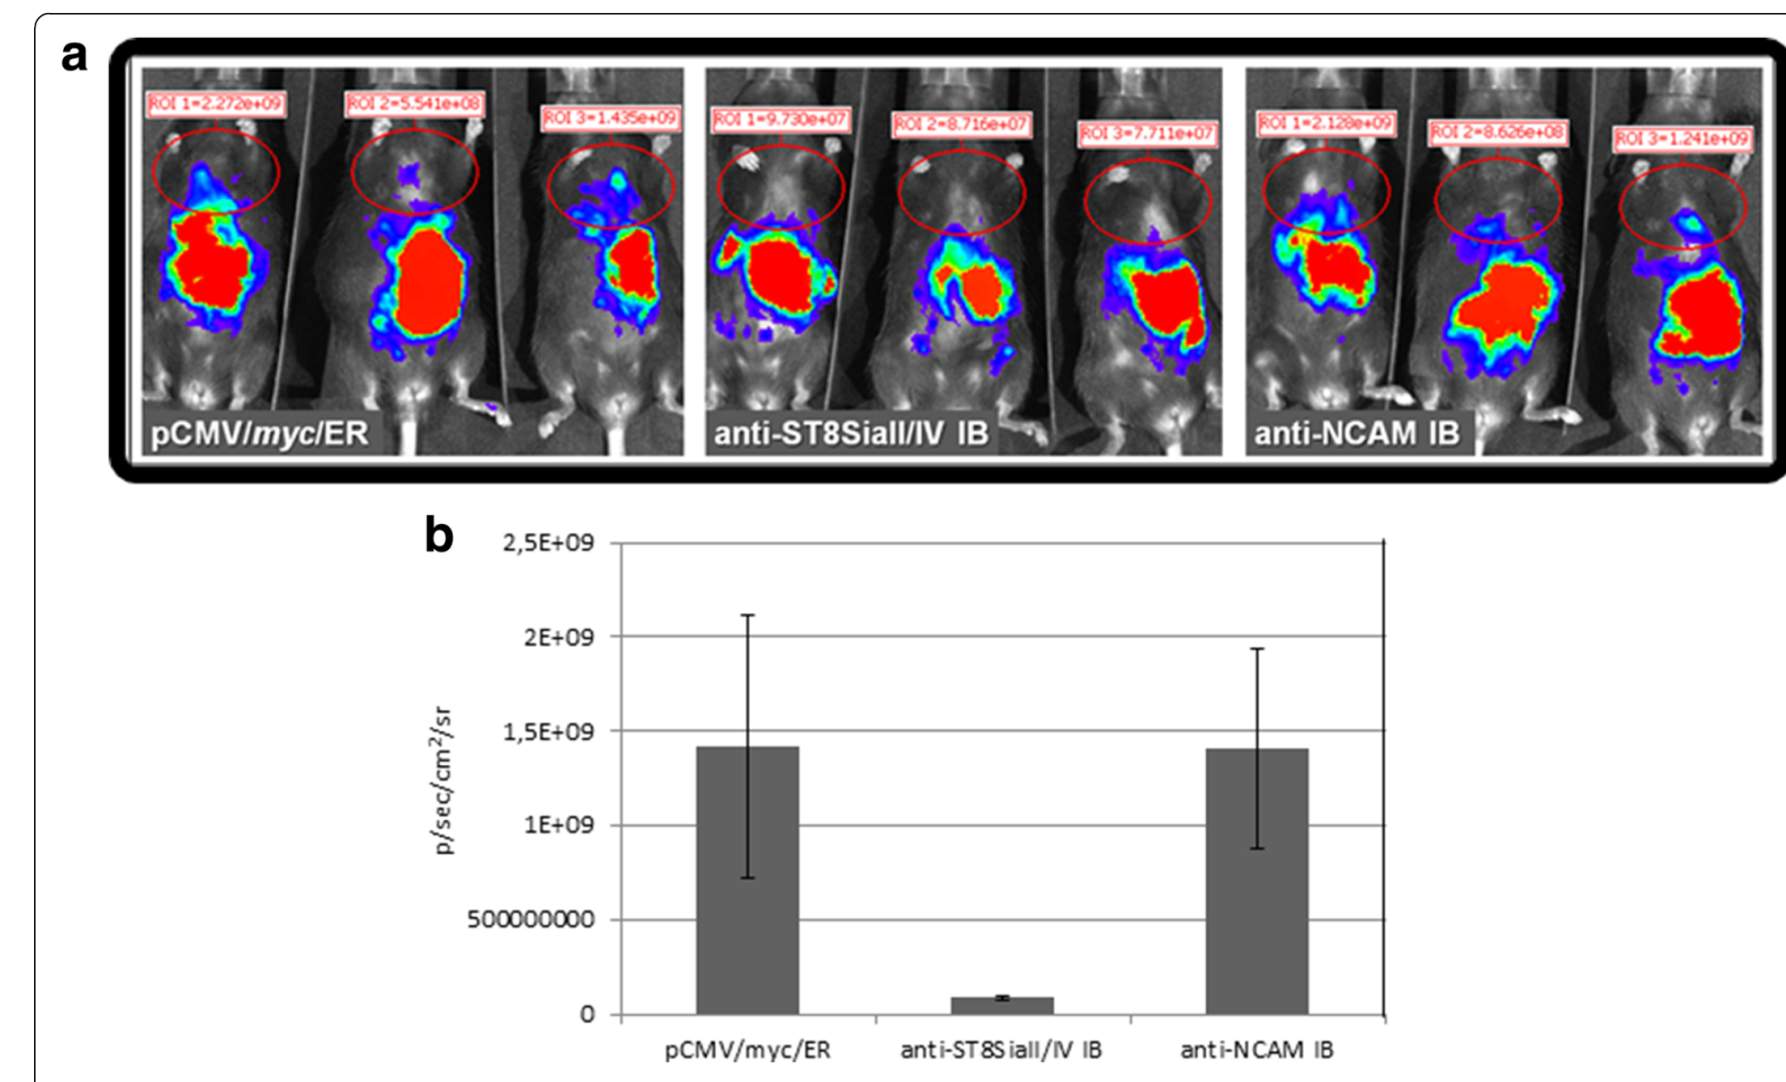 a
ROI 1=2.272e+09
ROI 2=5.541e+08
ROI 3=1.435e+09
ROI 1=9.730e+07
ROI 2=8.716e+07
ROI 3=7.711e+07
ROI 1=2.128e+09
ROI 2=8.626e+08
ROI 3=1.241e+09
pCMV/myc/ER
anti-ST8SiaII/IV IB
anti-NCAM IB
b
2,5E+09
2E+09
1,5E+09
1E+09
500000000
0
p/sec/cm²/sr
pCMV/myc/ER
anti-ST8SiaII/IV IB
anti-NCAM IB